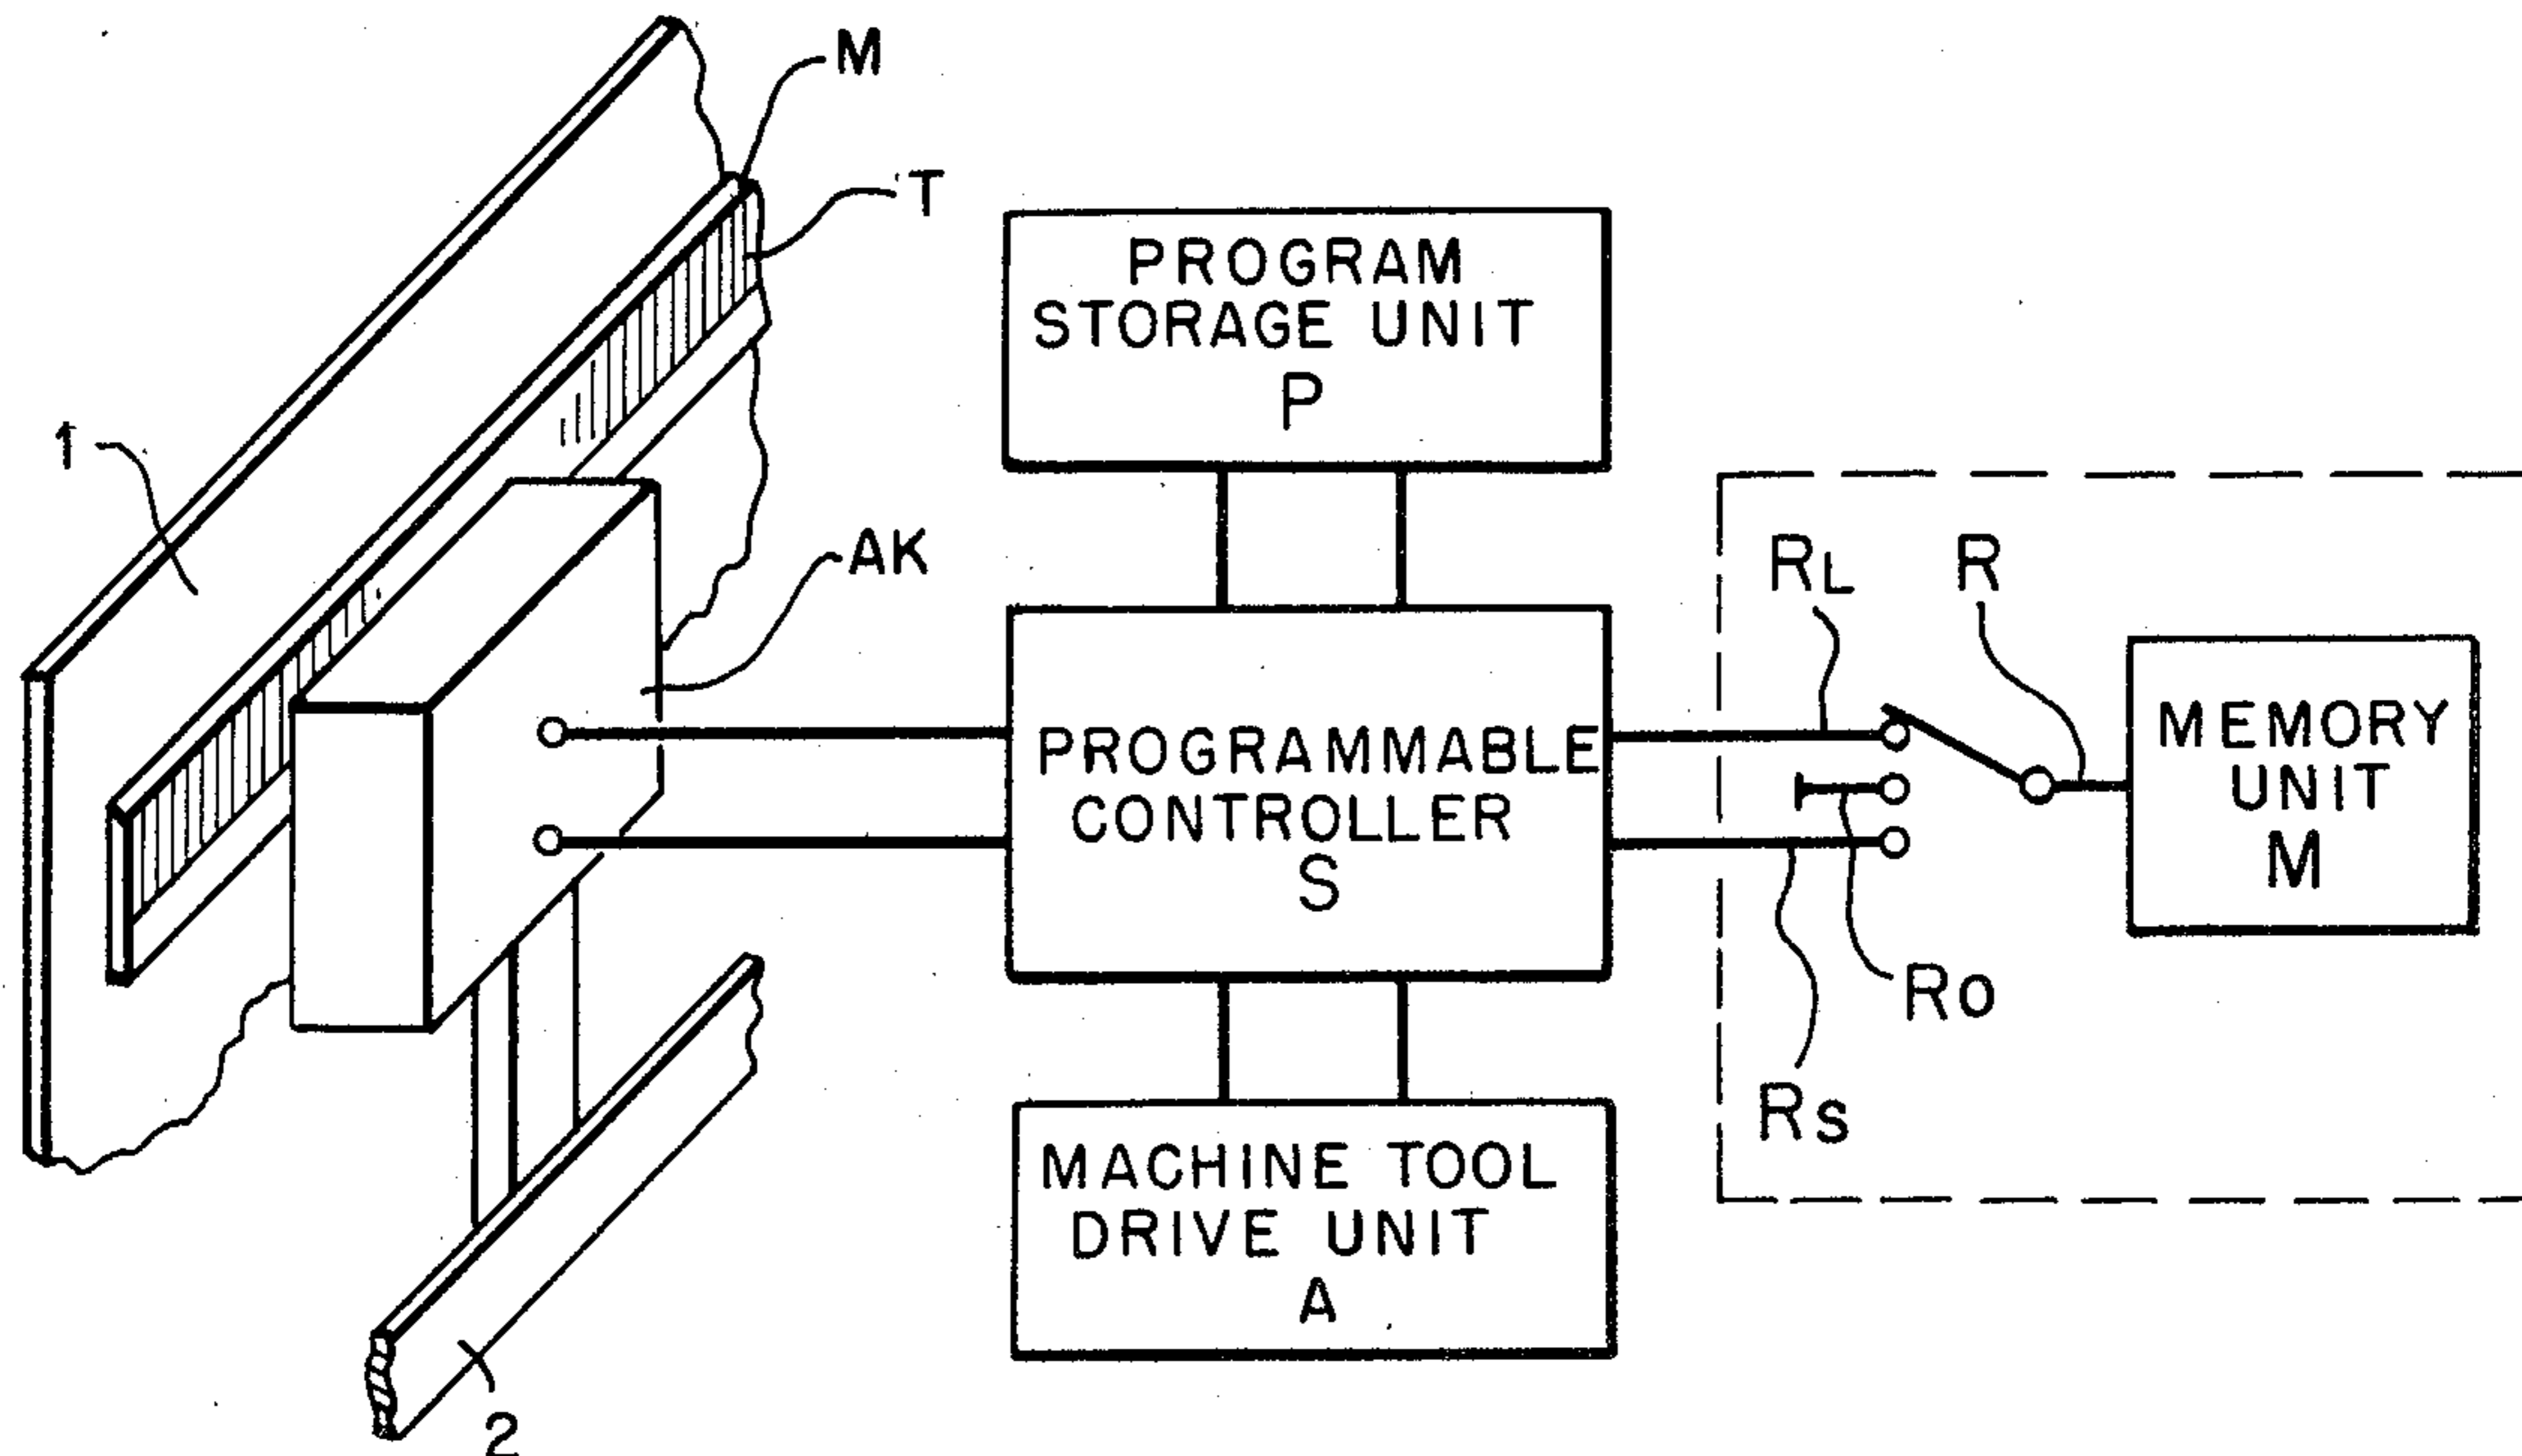 M
T
1
AK
2
PROGRAM
STORAGE UNIT
P
PROGRAMMABLE
CONTROLLER
S
MACHINE TOOL
DRIVE UNIT
A
RL
R
Ro
Rs
MEMORY
UNIT
M